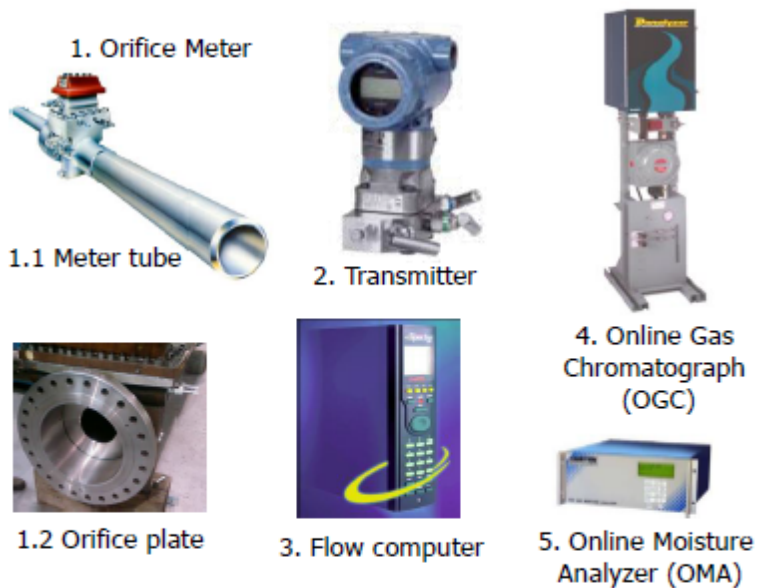 1. Orifice Meter
1.1 Meter tube
2. Transmitter
Danalyzer
4. Online Gas
Chromatograph
(OGC)
1.2 Orifice plate
3. Flow computer
5. Online Moisture
Analyzer (OMA)